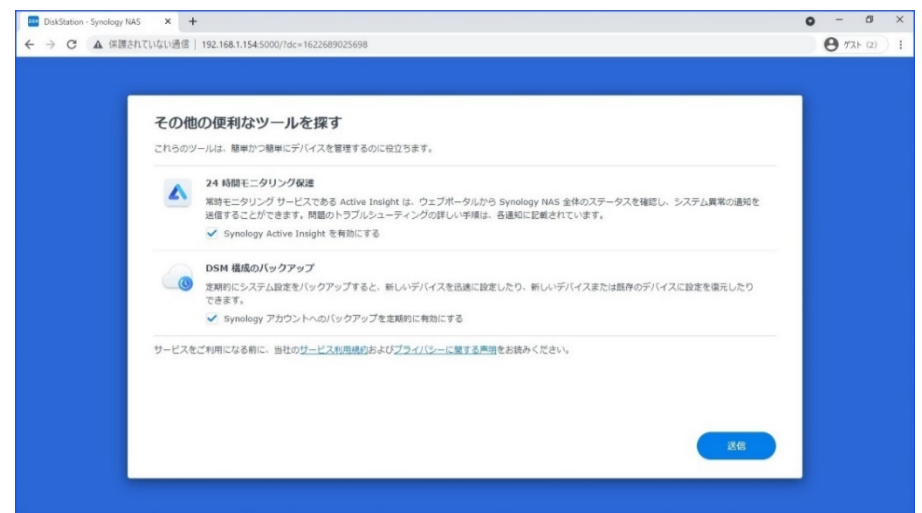 DiskStation - Synology NAS
保護されていない通信 | 192.168.1.154:5000/?dc=1622689025698
ゲスト (2)
その他の便利なツールを探す
これらのツールは、簡単かつ簡単にデバイスを管理するのに役立ちます。
24 時間モニタリング保護
常時モニタリング サービスである Active Insight は、ウェブポータルから Synology NAS 全体のステータスを確認し、システム異常の通知を
送信することができます。問題のトラブルシューティングの詳しい手順は、各通知に記載されています。
Synology Active Insight を有効にする
DSM 構成のバックアップ
定期的にシステム設定をバックアップすると、新しいデバイスを迅速に設定したり、新しいデバイスまたは既存のデバイスに設定を復元したり
できます。
Synology アカウントへのバックアップを定期的に有効にする
サービスをご利用になる前に、当社のサービス利用規約およびプライバシーに関する声明をお読みください。
送信